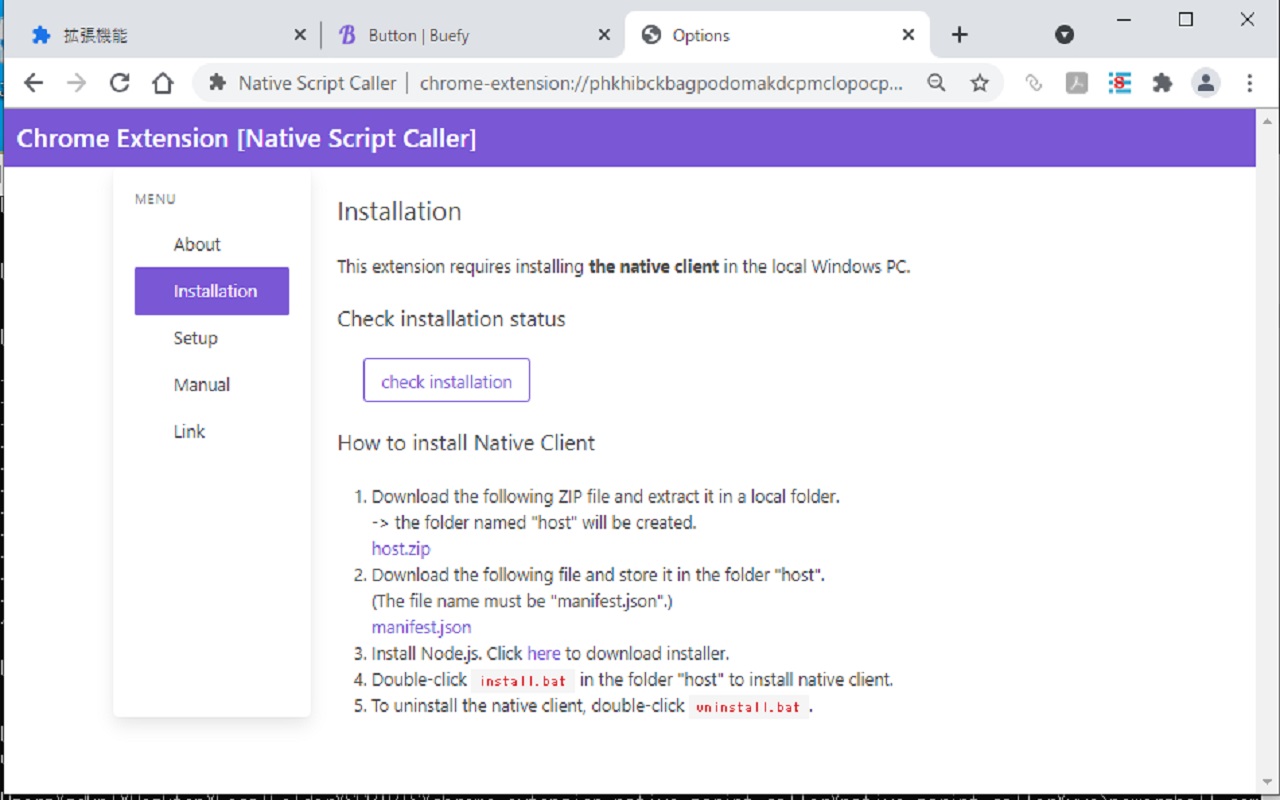 拡張機能
Button | Buefy
Options
Native Script Caller | chrome-extension://phkhibckbagpodomakdcpmclopocp...
Chrome Extension [Native Script Caller]
MENU
About
Installation
Setup
Manual
Link
Installation
This extension requires installing the native client in the local Windows PC.
Check installation status
check installation
How to install Native Client
1. Download the following ZIP file and extract it in a local folder.
-> the folder named "host" will be created.
host.zip
2. Download the following file and store it in the folder "host".
(The file name must be "manifest.json".)
manifest.json
3. Install Node.js. Click here to download installer.
4. Double-click install.bat in the folder "host" to install native client.
5. To uninstall the native client, double-click uninstall.bat.